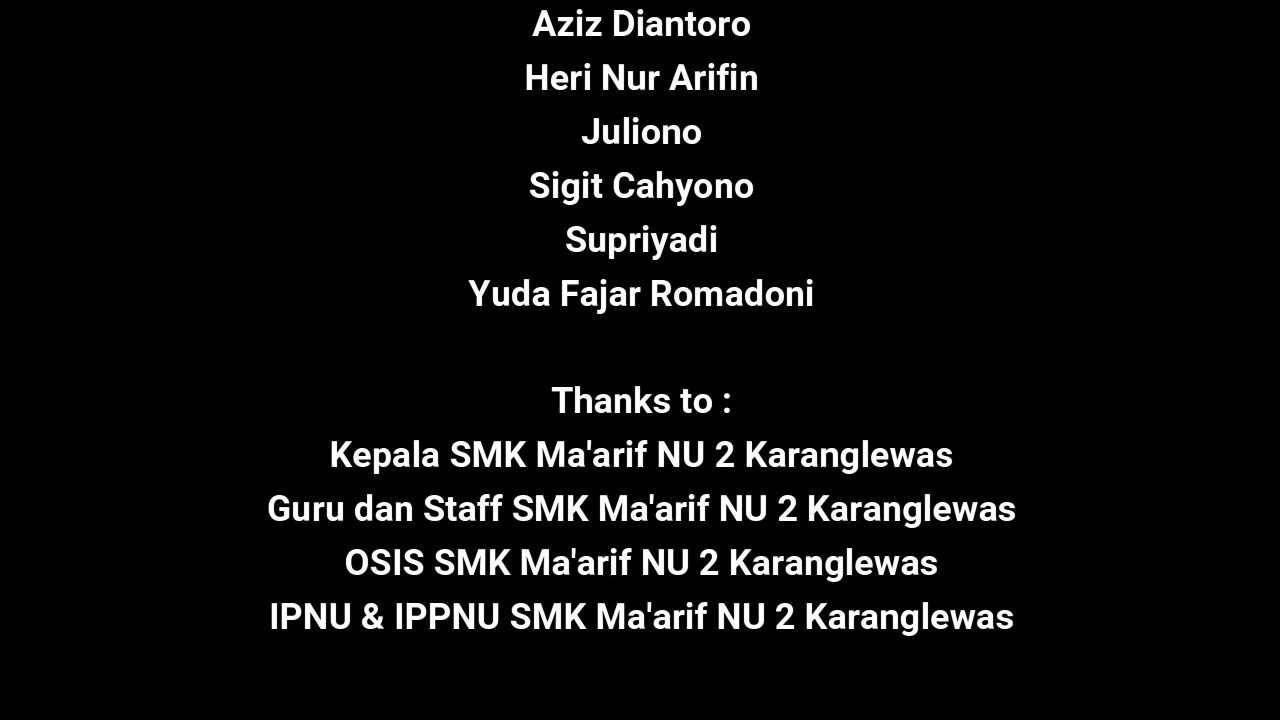 Aziz Diantoro
Heri Nur Arifin
Juliono
Sigit Cahyono
Supriyadi
Yuda Fajar Romadoni
Thanks to :
Kepala SMK Ma'arif NU 2 Karanglewas
Guru dan Staff SMK Ma'arif NU 2 Karanglewas
OSIS SMK Ma'arif NU 2 Karanglewas
IPNU & IPPNU SMK Ma'arif NU 2 Karanglewas